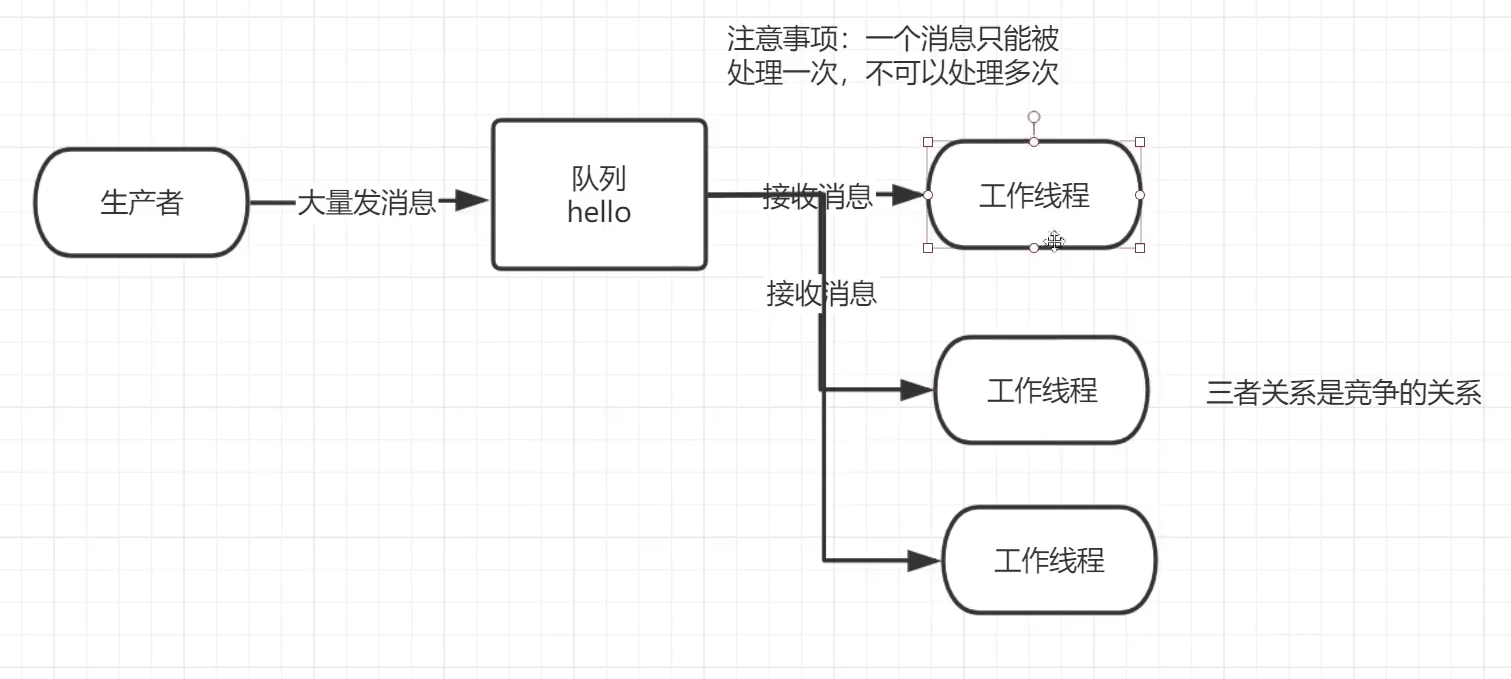 注意事项：一个消息只能被
处理一次，不可以处理多次
生产者
大量发消息
队列
hello
接收消息
工作线程
接收消息
工作线程
三者关系是竞争的关系
工作线程